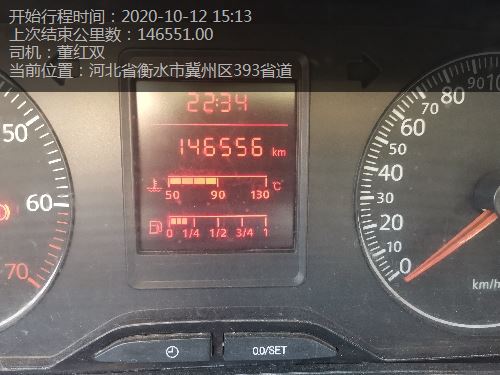 开始行程时间：2020-10-12 15:13
上次结束公里数：146551.00
司机：董红双
当前位置：河北省衡水市冀州区393省道
22:34
146556 km
50 90 130 °C
0 1/4 1/2 3/4 1
50
60
70
0
20
40
60
80
100
km/h
0.0/SET